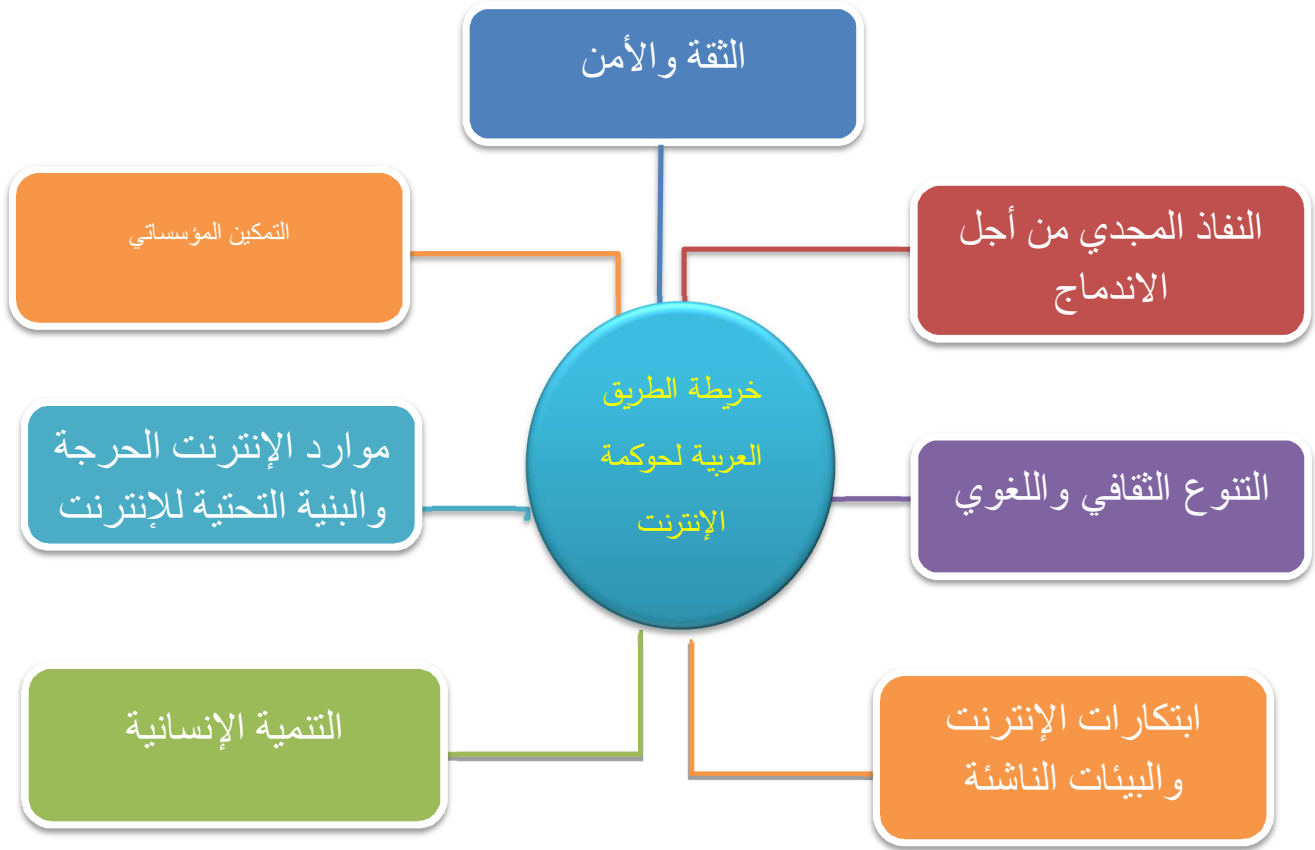 الثقة والأمن
النفاذ المجدي من أجل
الاندماج
التمكين المؤسساتي
خريطة الطريق
العربية لحوكمة
الإنترنت
موارد الإنترنت الحرجة
والبنية التحتية للإنترنت
التنوع الثقافي واللغوي
التنمية الإنسانية
ابتكارات الإنترنت
والبيئات الناشئة